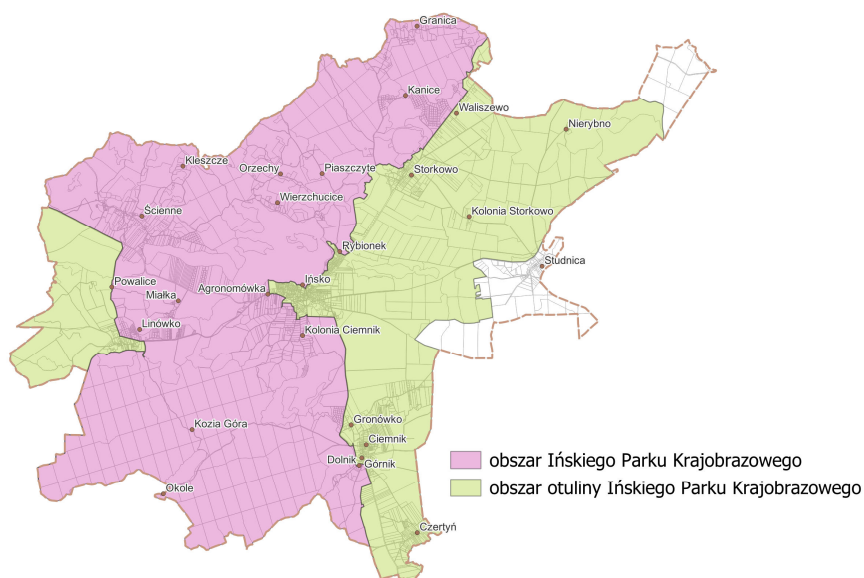 Granica
Kanice
Waliszewo
Nierybno
Kleszcze
Orzechy
Piaszczyte
Storkowo
Wierzchucice
Ścienne
Kolonia Storkowo
Rybionek
Studnica
Powalice
Ińsko
Miałka
Agronomówka
Linówko
Kolonia Ciemnik
Kozia Góra
Gronówko
Ciemnik
Dolnik
Górnik
Okole
Czertyń
obszar Ińskiego Parku Krajobrazowego
obszar otuliny Ińskiego Parku Krajobrazowego